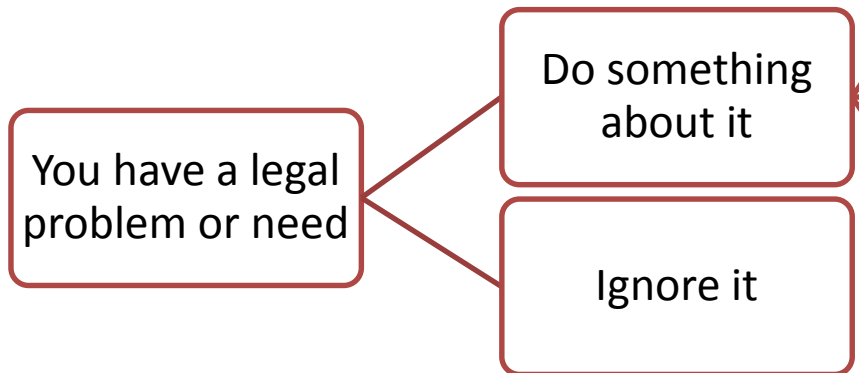 You have a legal
problem or need
Do something
about it
Ignore it